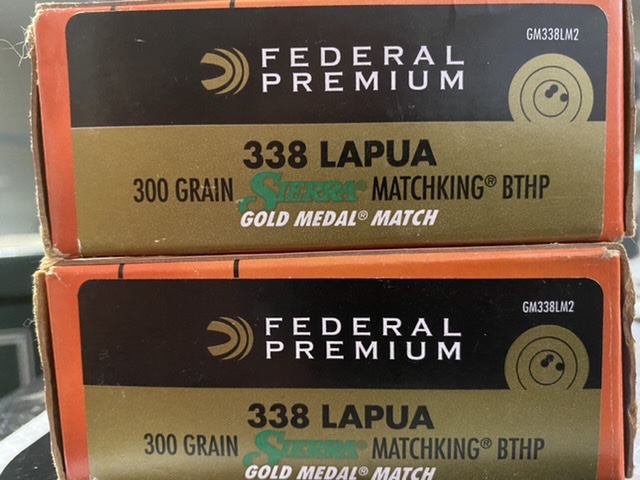 GM338LM2
FEDERAL
PREMIUM
338 LAPUA
300 GRAIN SIERRA® MATCHKING® BTHP
GOLD MEDAL® MATCH
GM338LM2
FEDERAL
PREMIUM
338 LAPUA
300 GRAIN SIERRA® MATCHKING® BTHP
GOLD MEDAL® MATCH